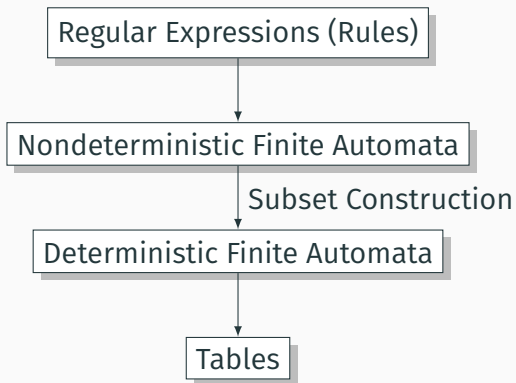 Regular Expressions (Rules)
Nondeterministic Finite Automata
Subset Construction
Deterministic Finite Automata
Tables